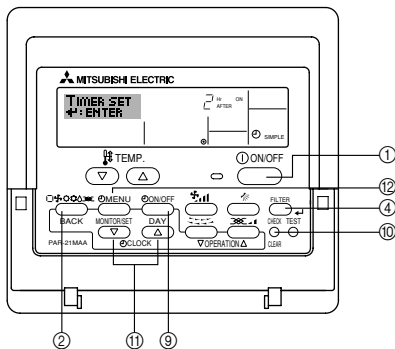 MITSUBISHI ELECTRIC
TIMER SET
↵: ENTER
2 Hr AFTER ON
SIMPLE
TEMP.
ON/OFF
MENU
ON/OFF
FILTER
BACK
MONITOR/SET
DAY
CHECK TEST
PAR-21MAA
CLOCK
OPERATION
CLEAR
①
⑫
④
⑩
② ⑪ ⑨